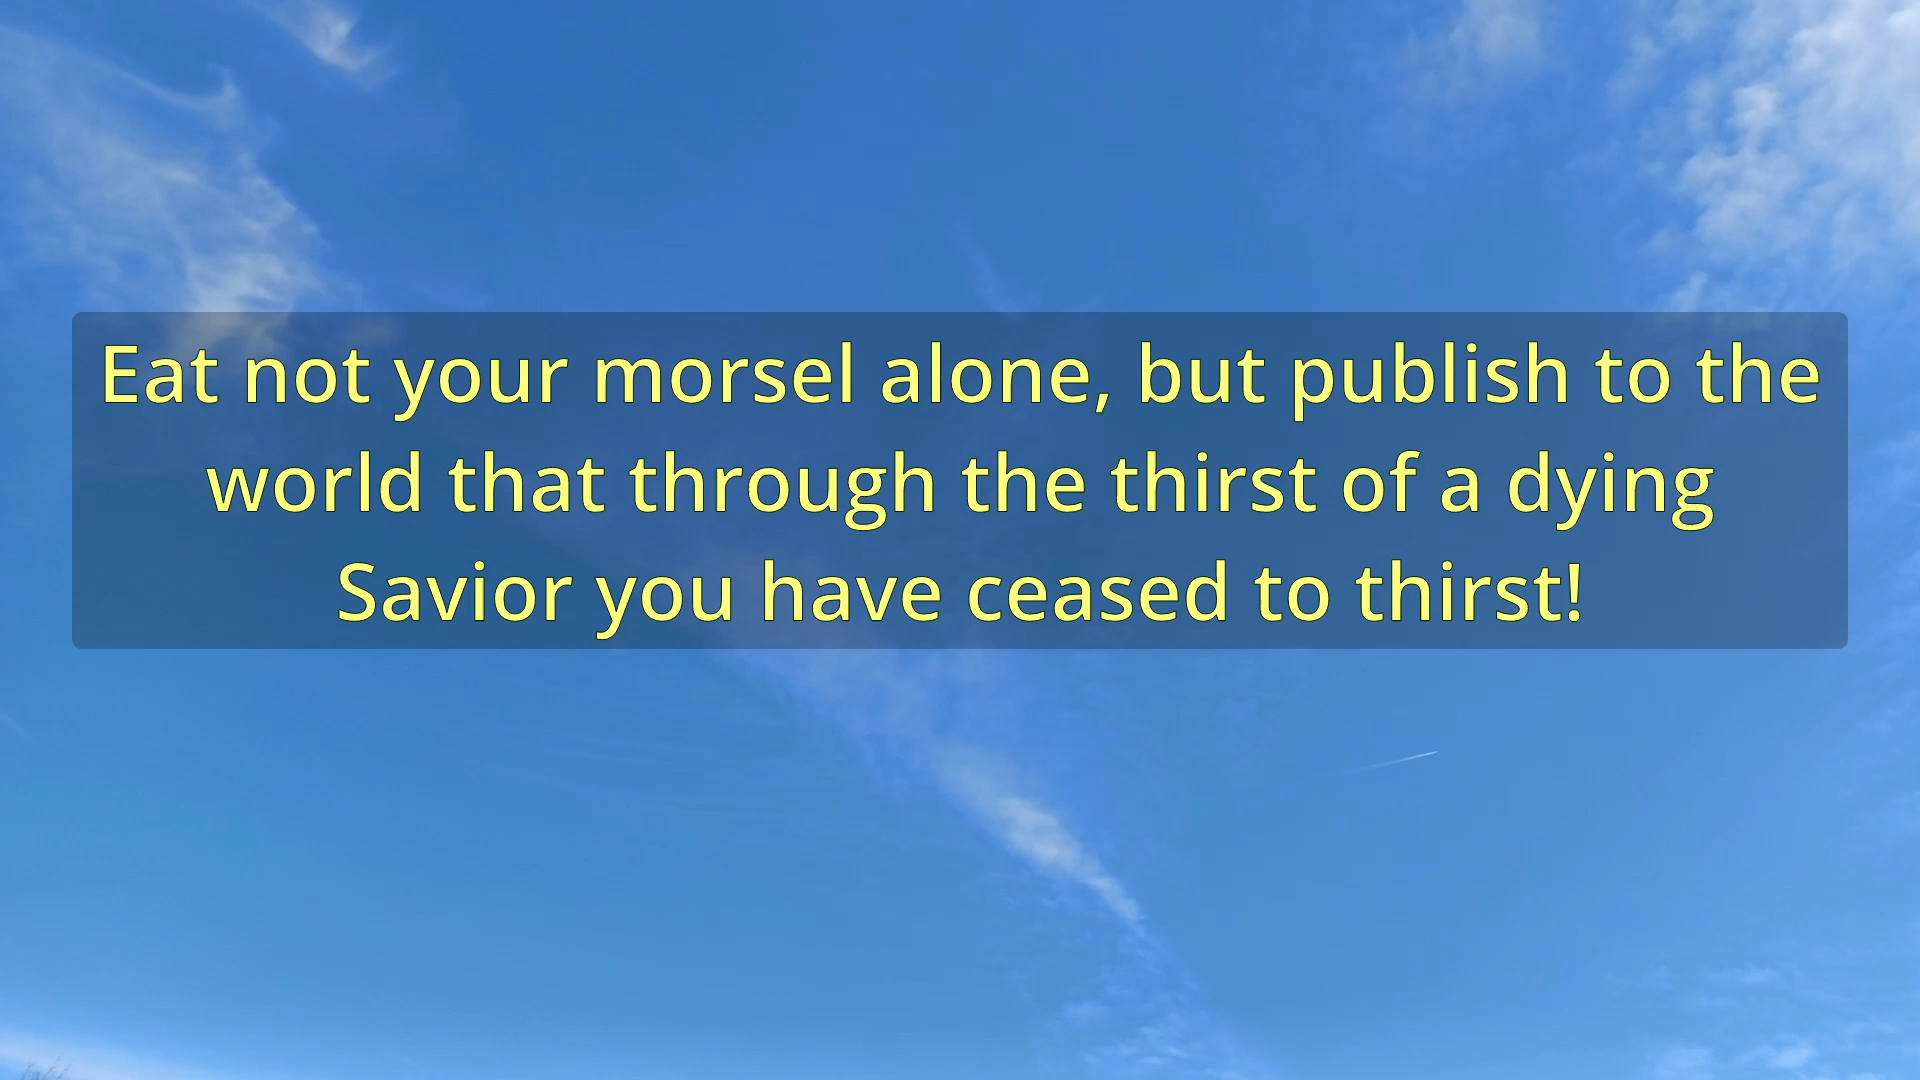 Eat not your morsel alone, but publish to the
world that through the thirst of a dying
Savior you have ceased to thirst!